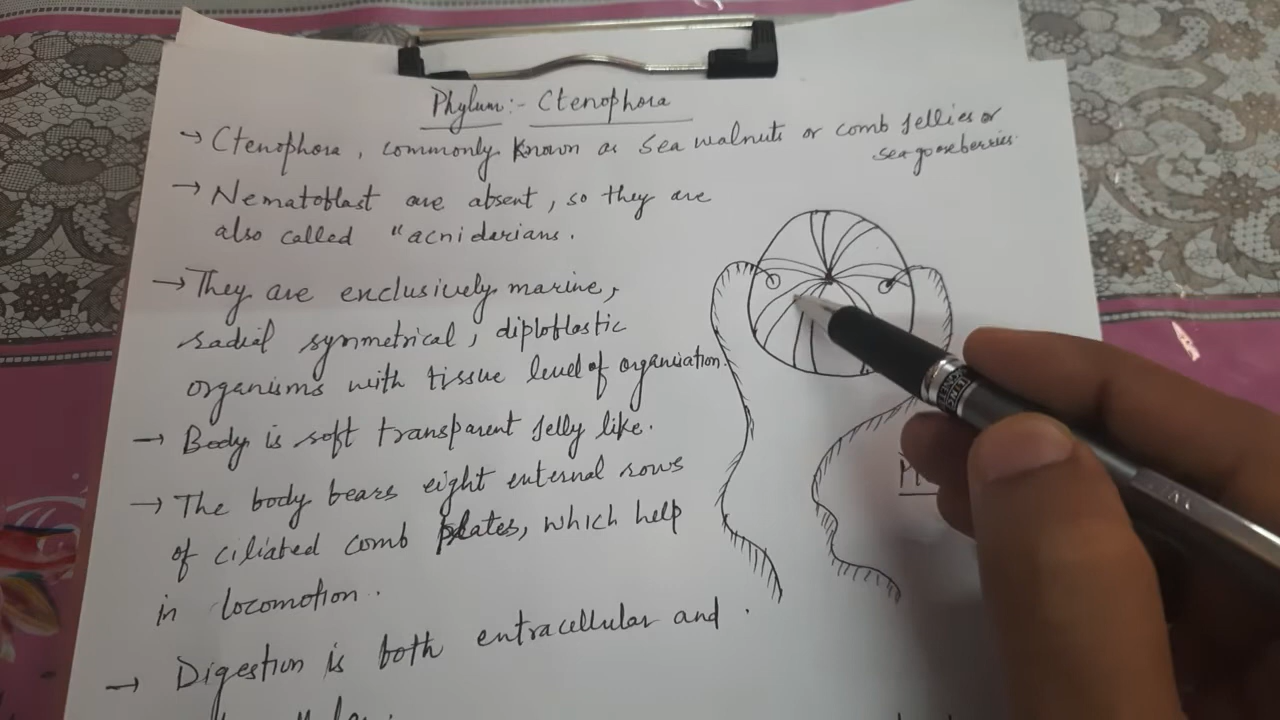 Phylum:- Ctenophora
→ Ctenophora, commonly known as sea walnuts or comb jellies or
sea gooseberries.
→ Nematoblast are absent, so they are
also called "acnidarians.
→ They are exclusively marine,
radial symmetrical, diploblastic
organisms with tissue level of organisation.
→ Body is soft transparent jelly like.
→ The body bears eight external rows
of ciliated comb plates, which help
in locomotion.
→ Digestion is both extracellular and